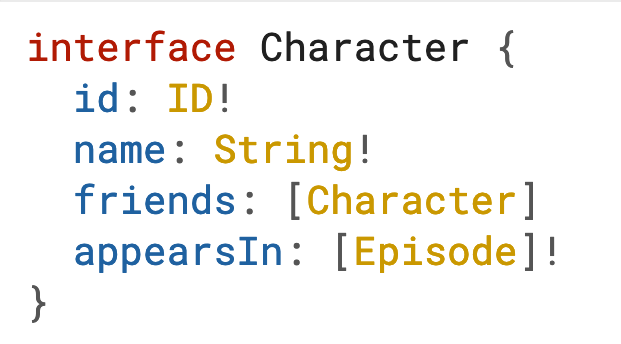 interface Character {
  id: ID!
  name: String!
  friends: [Character]
  appearsIn: [Episode]!
}